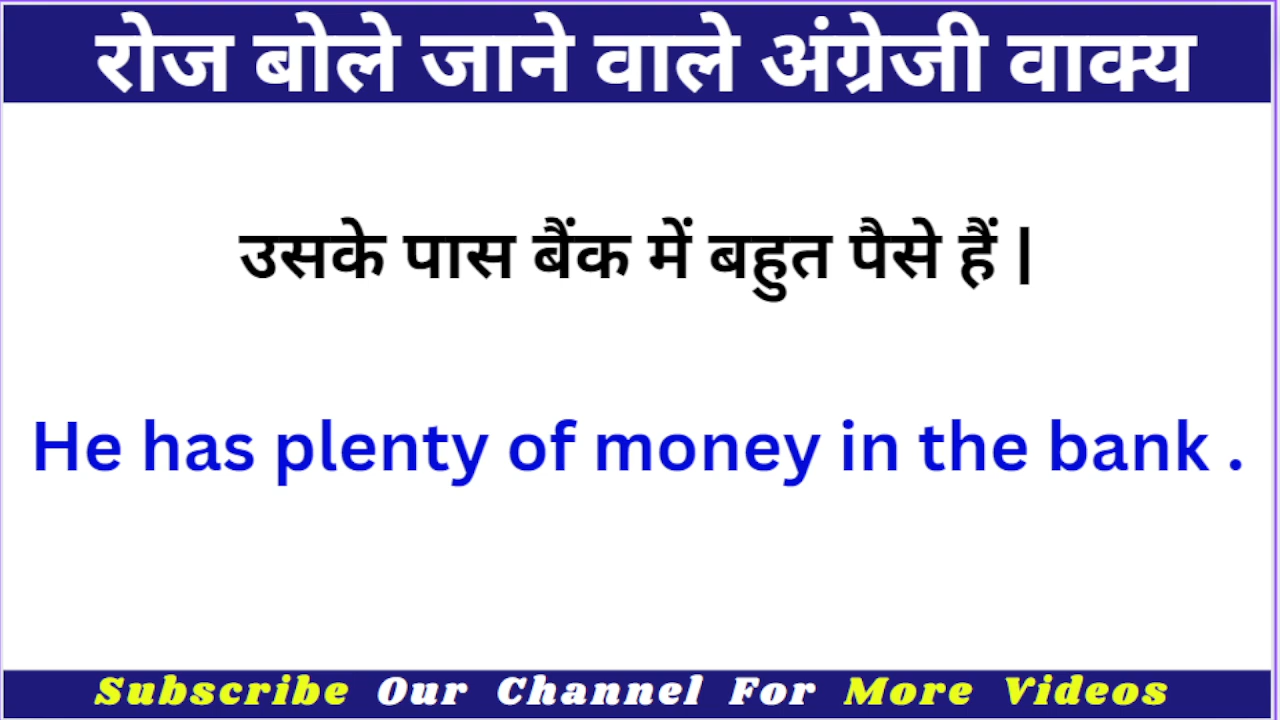 रोज बोले जाने वाले अंग्रेजी वाक्य
उसके पास बैंक में बहुत पैसे हैं |
He has plenty of money in the bank .
Subscribe Our Channel For More Videos